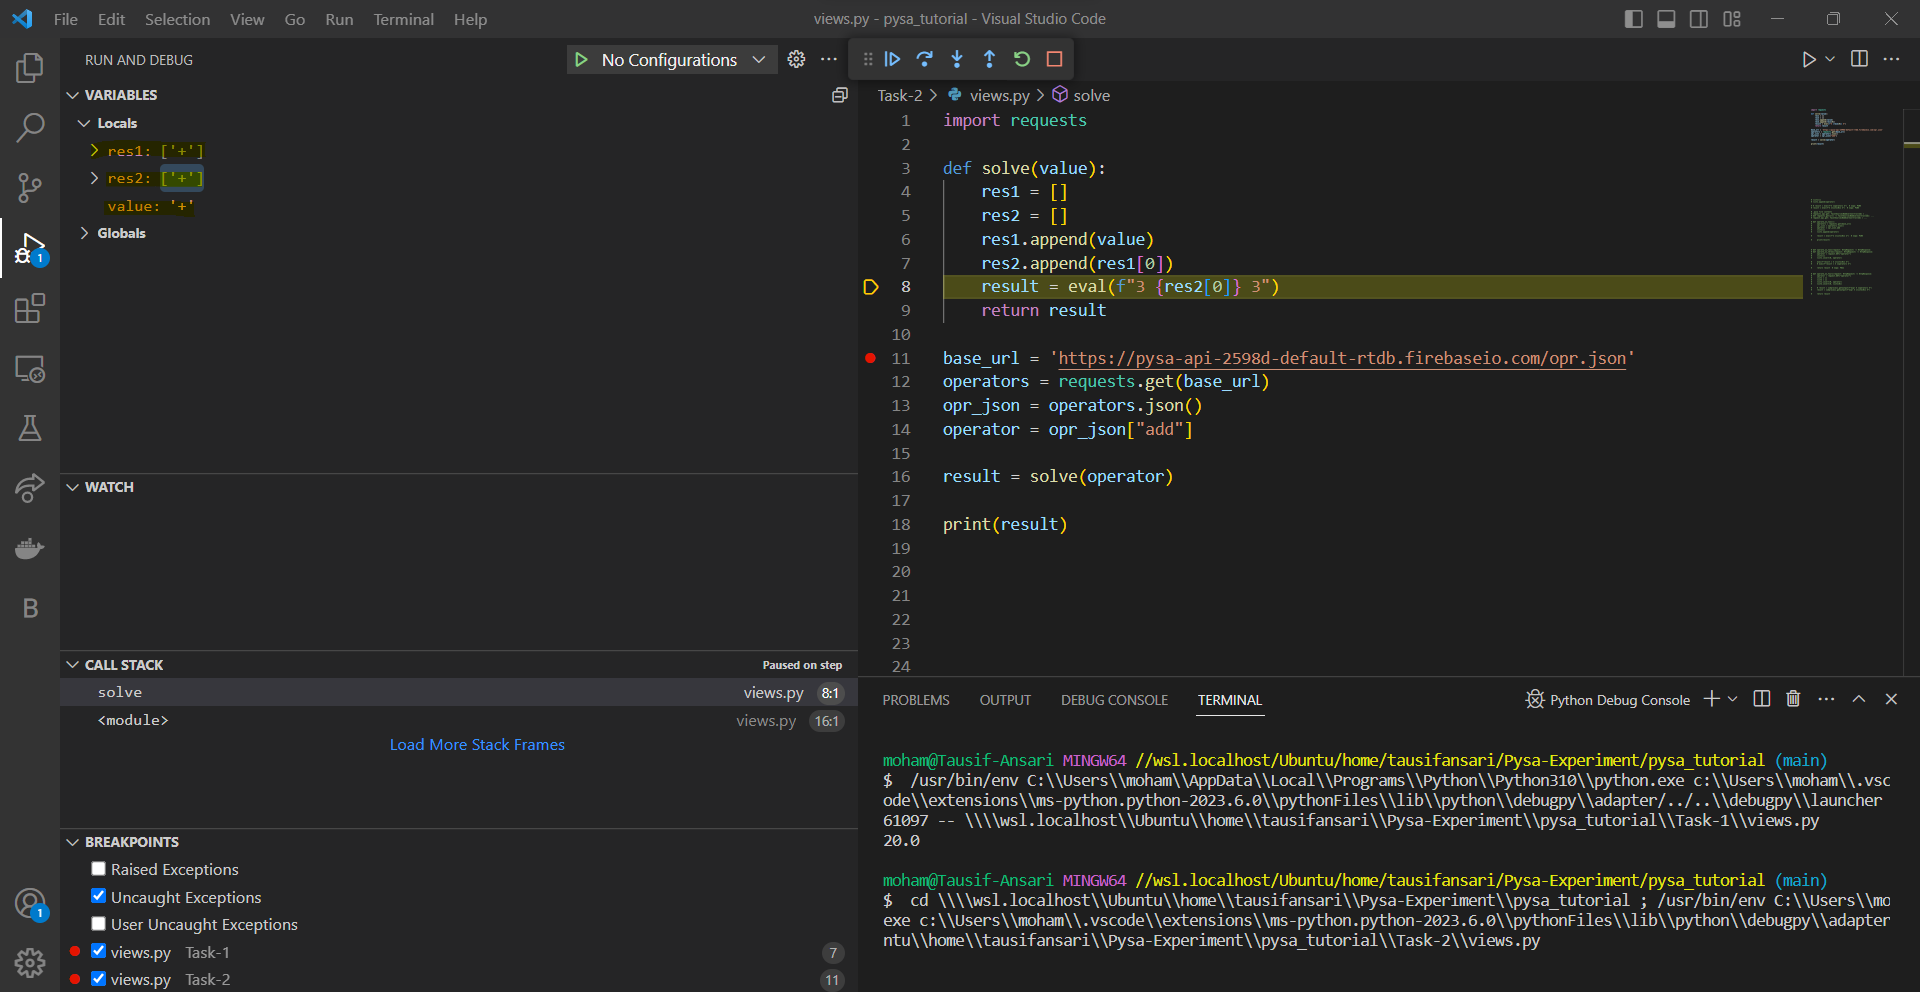 File Edit Selection View Go Run Terminal Help
views.py - pysa_tutorial - Visual Studio Code
RUN AND DEBUG
No Configurations
VARIABLES
Locals
res1: ['+']
res2: ['+']
value: '+'
Globals
WATCH
CALL STACK
Paused on step
solve views.py 8:1
<module> views.py 16:1
Load More Stack Frames
BREAKPOINTS
Raised Exceptions
Uncaught Exceptions
User Uncaught Exceptions
views.py Task-1 7
views.py Task-2 11
1
B
1
Task-2 > views.py > solve
1 import requests
2
3 def solve(value):
4 res1 = []
5 res2 = []
6 res1.append(value)
7 res2.append(res1[0])
8 result = eval(f"3 {res2[0]} 3")
9 return result
10
11 base_url = 'https://pysa-api-2598d-default-rtdb.firebaseio.com/opr.json'
12 operators = requests.get(base_url)
13 opr_json = operators.json()
14 operator = opr_json["add"]
15
16 result = solve(operator)
17
18 print(result)
19
20
21
22
23
24
PROBLEMS OUTPUT DEBUG CONSOLE TERMINAL
Python Debug Console
moham@Tausif-Ansari MINGW64 //wsl.localhost/Ubuntu/home/tausifansari/Pysa-Experiment/pysa_tutorial (main)
$ /usr/bin/env C:\\Users\\moham\\AppData\\Local\\Programs\\Python\\Python310\\python.exe c:\\Users\\moham\\.vsc
ode\\extensions\\ms-python.python-2023.6.0\\pythonFiles\\lib\\python\\debugpy\\adapter/../..\\debugpy\\launcher
61097 -- \\\\wsl.localhost\\Ubuntu\\home\\tausifansari\\Pysa-Experiment\\pysa_tutorial\\Task-1\\views.py
20.0
moham@Tausif-Ansari MINGW64 //wsl.localhost/Ubuntu/home/tausifansari/Pysa-Experiment/pysa_tutorial (main)
$ cd \\\\wsl.localhost\\Ubuntu\\home\\tausifansari\\Pysa-Experiment\\pysa_tutorial ; /usr/bin/env C:\\Users\\mo
exe c:\\Users\\moham\\.vscode\\extensions\\ms-python.python-2023.6.0\\pythonFiles\\lib\\python\\debugpy\\adapter
ntu\\home\\tausifansari\\Pysa-Experiment\\pysa_tutorial\\Task-2\\views.py